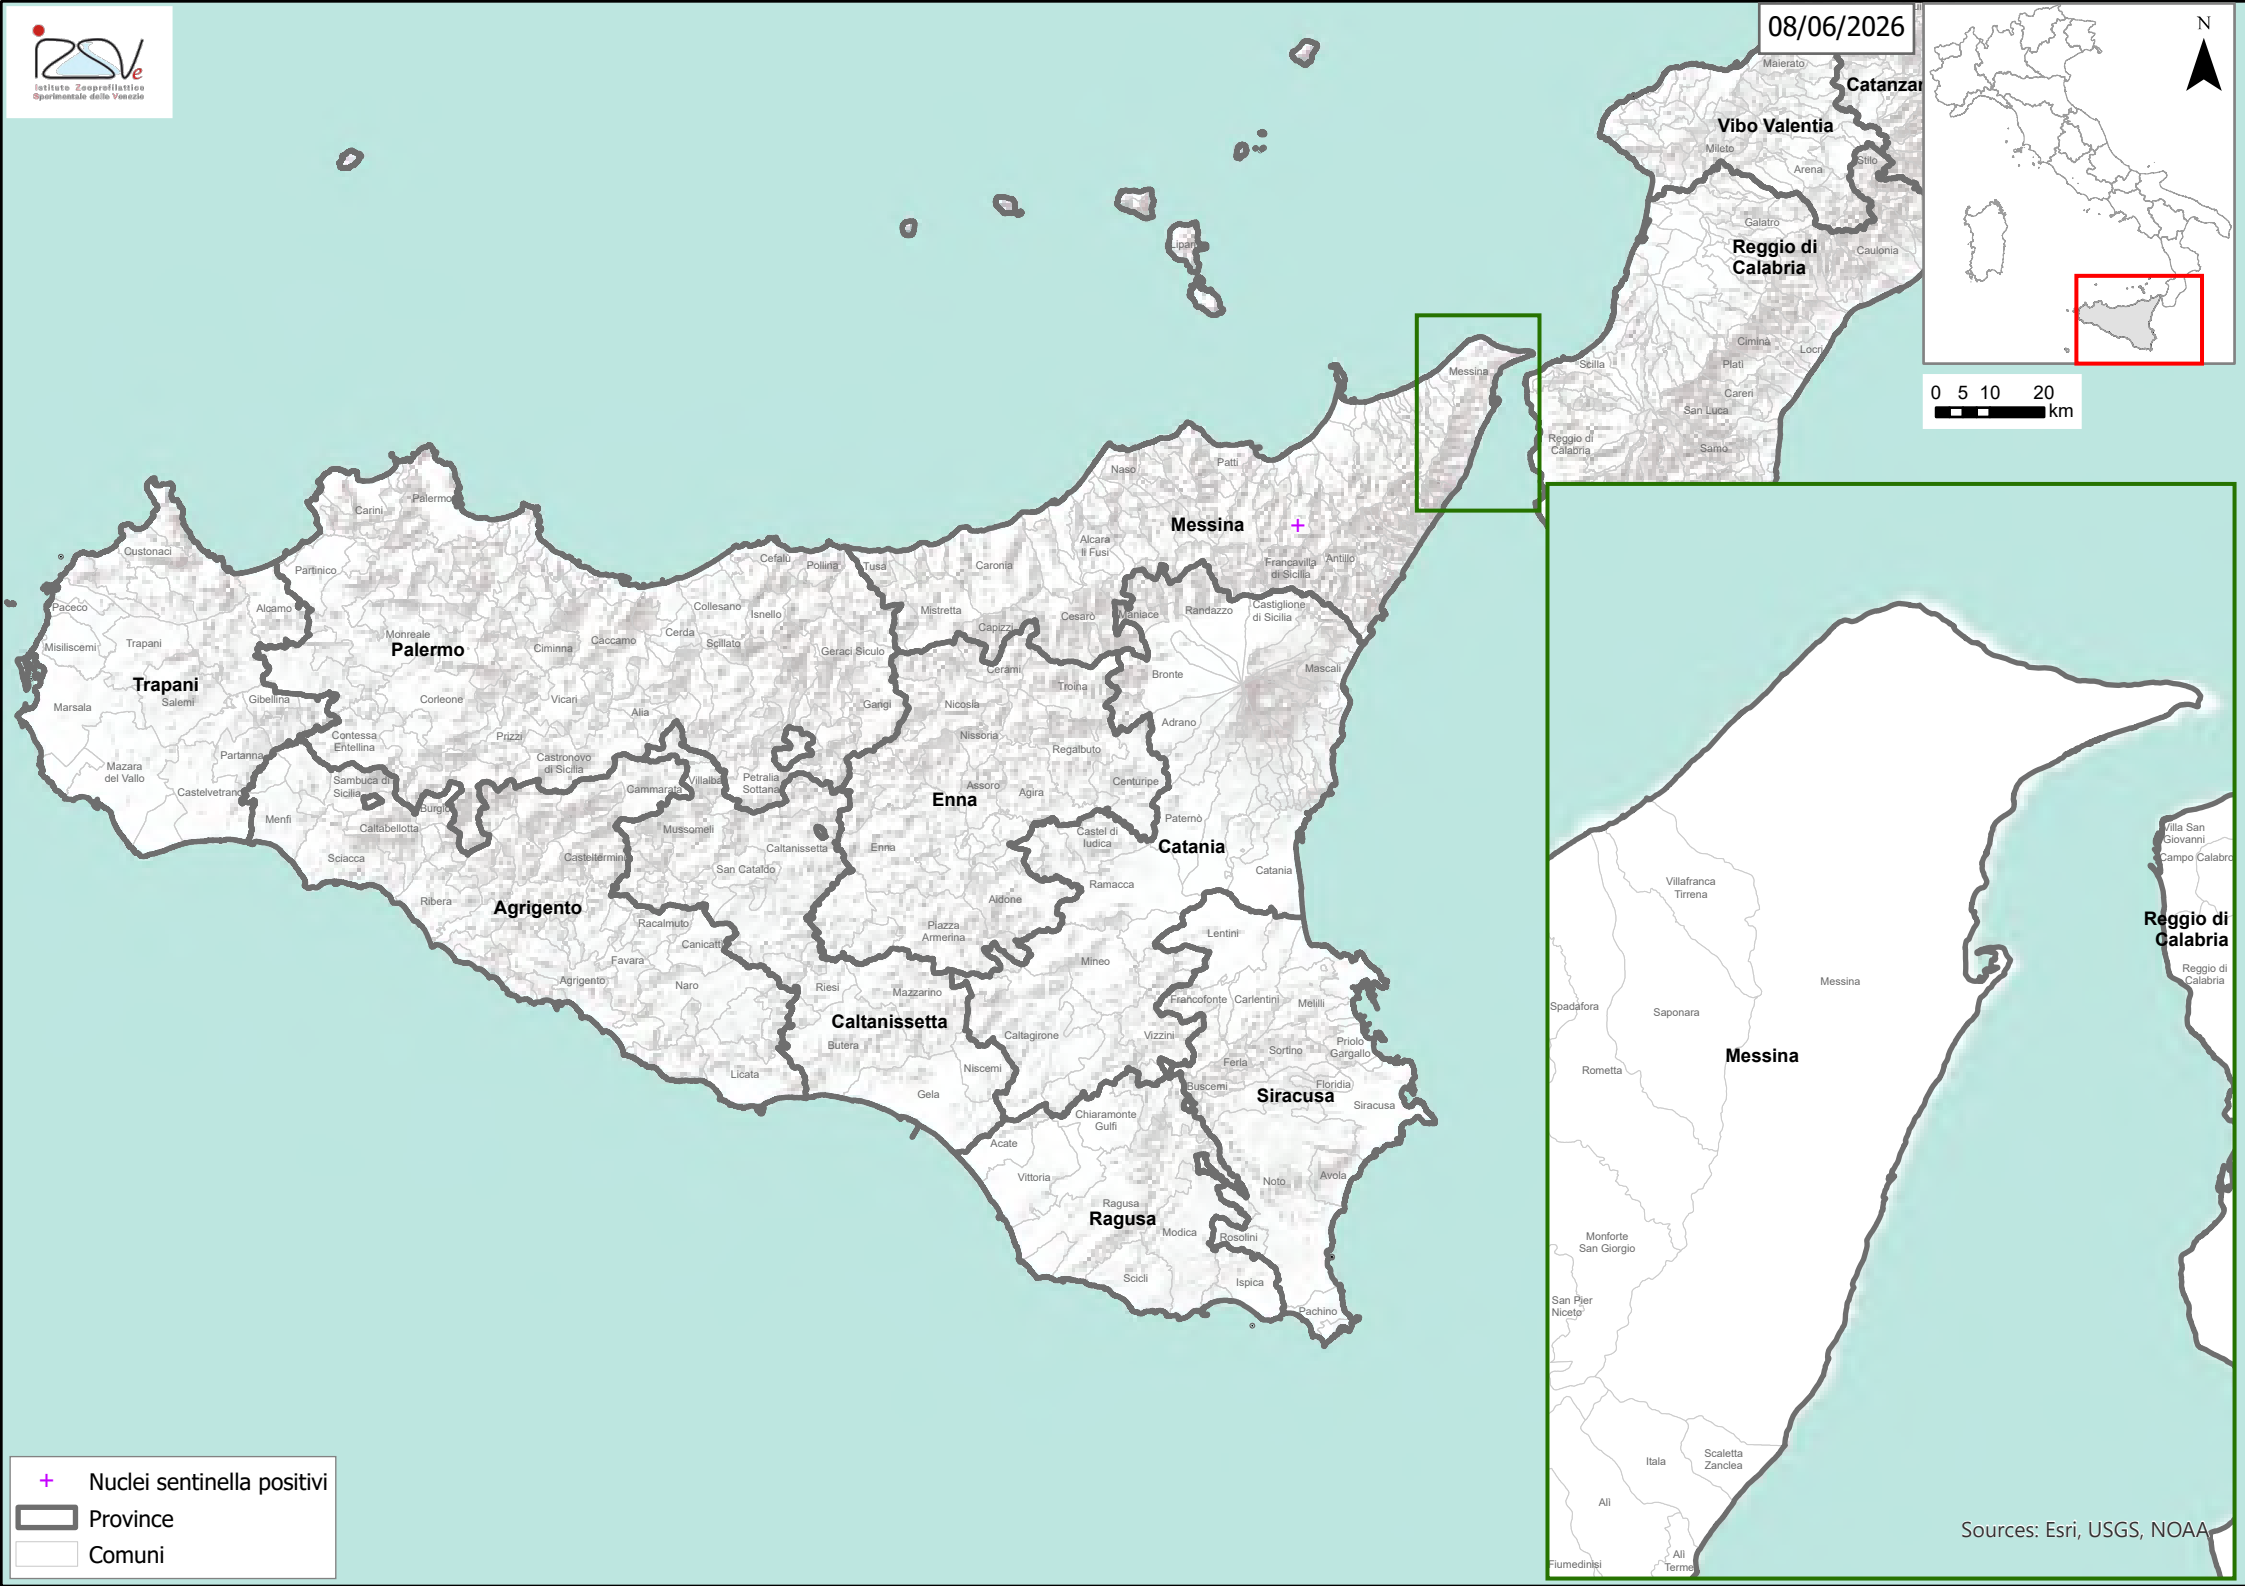 IZSVe
Istituto Zooprofilattico
Sperimentale delle Venezie
08/06/2026
N
0 5 10 20
km
Maierato
Catanzar
Vibo Valentia
Mileto
Stilo
Arena
Galatro
Reggio di
Calabria
Caulonia
Ciminà
Locri
Scilla
Platì
Careri
San Luca
Reggio di
Calabria
Samo
Lipari
Messina
Naso
Patti
Messina
Alcara
li Fusi
Francavilla
di Sicilia
Antillo
Caronia
Tusa
Mistretta
Capizzi
Cesarò
Maniace
Randazzo
Castiglione
di Sicilia
Palermo
Carini
Custonaci
Partinico
Cefalù
Pollina
Paceco
Alcamo
Collesano
Isnello
Misiliscemi
Trapani
Monreale
Palermo
Ciminna
Caccamo
Cerda
Scillato
Geraci Siculo
Trapani
Salemi
Gibellina
Marsala
Corleone
Vicari
Alia
Gangi
Cerami
Troina
Bronte
Mascali
Nicosia
Nissoria
Adrano
Contessa
Entellina
Prizzi
Regalbuto
Partanna
Castronovo
di Sicilia
Mazara
del Vallo
Castelvetrano
Sambuca di
Sicilia
Cammarata
Villalba
Petralia
Sottana
Assoro
Agira
Centuripe
Enna
Menfi
Burgio
Caltabellotta
Mussomeli
Paternò
Castel di
Iudica
Catania
Sciacca
Casteltermini
Caltanissetta
San Cataldo
Enna
Ramacca
Catania
Ribera
Agrigento
Aidone
Racalmuto
Canicattì
Piazza
Armerina
Lentini
Favara
Mineo
Agrigento
Naro
Riesi
Mazzarino
Francofonte
Carlentini
Melilli
Caltanissetta
Butera
Caltagirone
Vizzini
Sortino
Priolo
Gargallo
Ferla
Licata
Niscemi
Gela
Buscemi
Floridia
Siracusa
Siracusa
Chiaramonte
Gulfi
Acate
Vittoria
Avola
Noto
Ragusa
Ragusa
Modica
Rosolini
Scicli
Ispica
Pachino
Villa San
Giovanni
Campo Calabro
Villafranca
Tirrena
Reggio di
Calabria
Reggio di
Calabria
Messina
Spadafora
Saponara
Messina
Rometta
Monforte
San Giorgio
San Pier
Niceto
Itala
Scaletta
Zanclea
Alì
Alì
Terme
Fiumedinisi
Sources: Esri, USGS, NOAA
Nuclei sentinella positivi
Province
Comuni